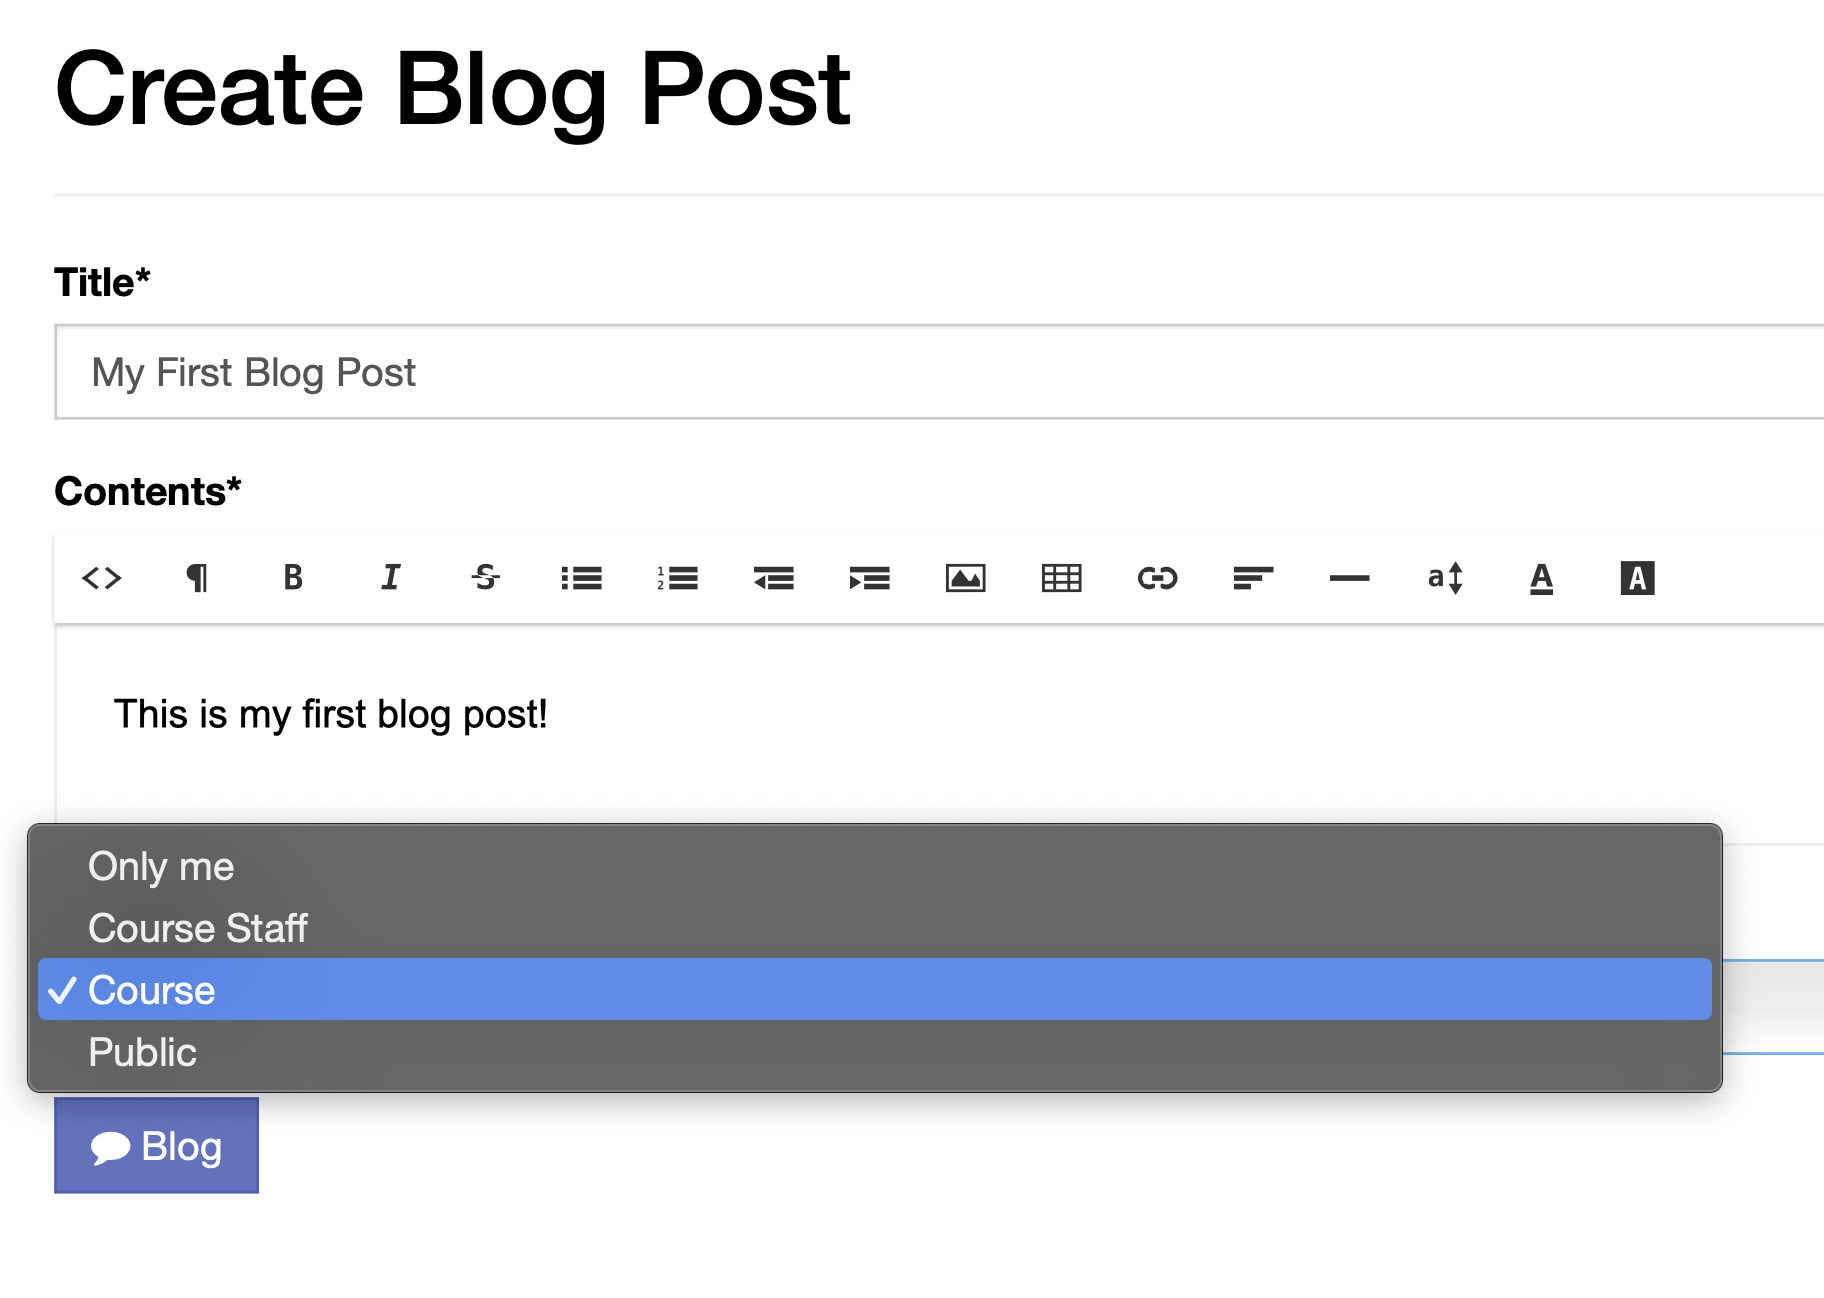 Create Blog Post
Title*
My First Blog Post
Contents*
<> ¶ B I S a A A
This is my first blog post!
Only me
Course Staff
✓ Course
Public
Blog